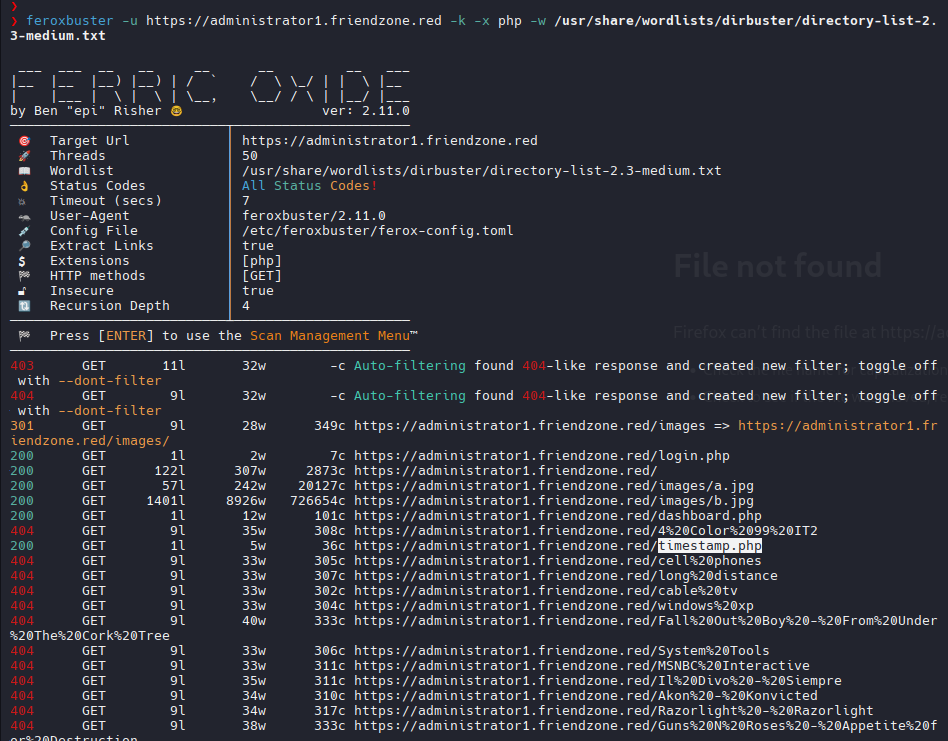 ❯
❯ feroxbuster -u https://administrator1.friendzone.red -k -x php -w /usr/share/wordlists/dirbuster/directory-list-2.
3-medium.txt
FERRIC OXIDE
by Ben "epi" Risher 🤓 ver: 2.11.0
🎯 Target Url │ https://administrator1.friendzone.red
🚀 Threads │ 50
📖 Wordlist │ /usr/share/wordlists/dirbuster/directory-list-2.3-medium.txt
👌 Status Codes │ All Status Codes!
💥 Timeout (secs) │ 7
🦡 User-Agent │ feroxbuster/2.11.0
💉 Config File │ /etc/feroxbuster/ferox-config.toml
🔎 Extract Links │ true
💲 Extensions │ [php]
🏁 HTTP methods │ [GET]
🔓 Insecure │ true
🔃 Recursion Depth │ 4
🏁 Press [ENTER] to use the Scan Management Menu™
403 GET 11l 32w -c Auto-filtering found 404-like response and created new filter; toggle off
with --dont-filter
404 GET 9l 32w -c Auto-filtering found 404-like response and created new filter; toggle off
with --dont-filter
301 GET 9l 28w 349c https://administrator1.friendzone.red/images => https://administrator1.fr
iendzone.red/images/
200 GET 1l 2w 7c https://administrator1.friendzone.red/login.php
200 GET 122l 307w 2873c https://administrator1.friendzone.red/
200 GET 57l 242w 20127c https://administrator1.friendzone.red/images/a.jpg
200 GET 1401l 8926w 726654c https://administrator1.friendzone.red/images/b.jpg
200 GET 1l 12w 101c https://administrator1.friendzone.red/dashboard.php
404 GET 9l 35w 308c https://administrator1.friendzone.red/4%20Color%2099%20IT2
200 GET 1l 5w 36c https://administrator1.friendzone.red/timestamp.php
404 GET 9l 33w 305c https://administrator1.friendzone.red/cell%20phones
404 GET 9l 33w 307c https://administrator1.friendzone.red/long%20distance
404 GET 9l 33w 302c https://administrator1.friendzone.red/cable%20tv
404 GET 9l 33w 304c https://administrator1.friendzone.red/windows%20xp
404 GET 9l 40w 333c https://administrator1.friendzone.red/Fall%20Out%20Boy%20-%20From%20Under
%20The%20Cork%20Tree
404 GET 9l 33w 306c https://administrator1.friendzone.red/System%20Tools
404 GET 9l 33w 311c https://administrator1.friendzone.red/MSNBC%20Interactive
404 GET 9l 35w 311c https://administrator1.friendzone.red/Il%20Divo%20-%20Siempre
404 GET 9l 34w 310c https://administrator1.friendzone.red/Akon%20-%20Konvicted
404 GET 9l 34w 317c https://administrator1.friendzone.red/Razorlight%20-%20Razorlight
404 GET 9l 38w 333c https://administrator1.friendzone.red/Guns%20N%20Roses%20-%20Appetite%20f
or%20Destruction
File not found
Firefox can't find the file at https://a